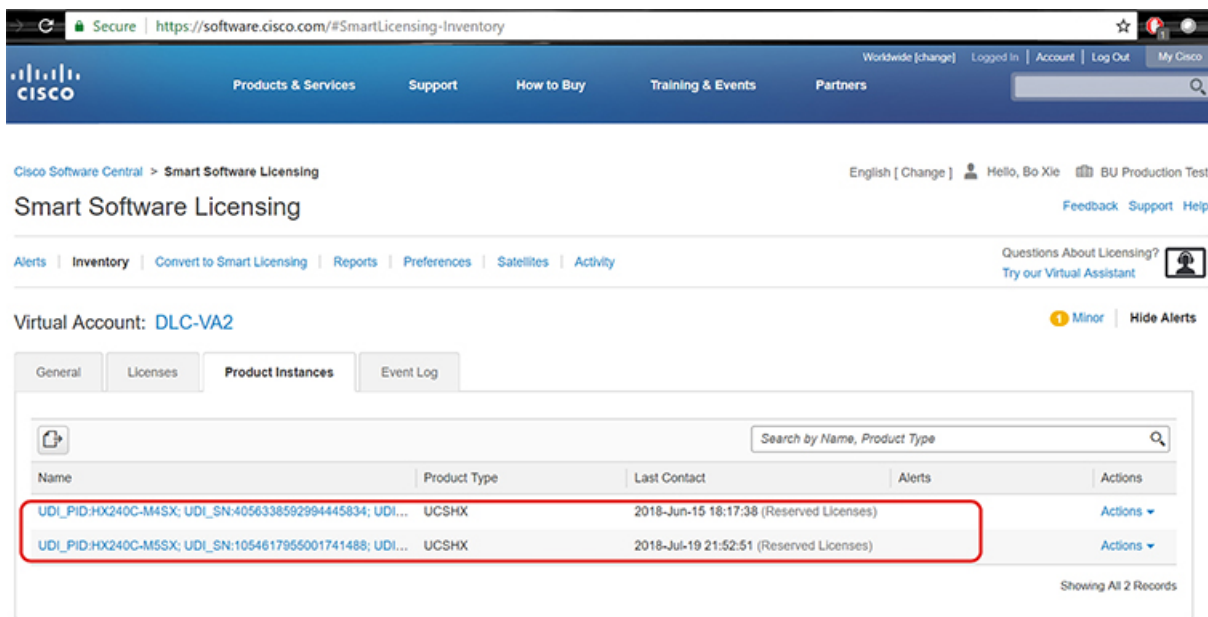 Secure | https://software.cisco.com/#SmartLicensing-Inventory
1
Worldwide [change] Logged In | Account | Log Out My Cisco
CISCO
Products & Services Support How to Buy Training & Events Partners
Cisco Software Central > Smart Software Licensing
English [ Change ] Hello, Bo Xie BU Production Test
Smart Software Licensing
Feedback Support Help
Alerts | Inventory | Convert to Smart Licensing | Reports | Preferences | Satellites | Activity
Questions About Licensing?
Try our Virtual Assistant
Virtual Account: DLC-VA2
1 Minor | Hide Alerts
General Licenses Product Instances Event Log
Search by Name, Product Type
Name Product Type Last Contact Alerts Actions
UDI_PID:HX240C-M4SX; UDI_SN:4056338592994445834; UDI... UCSHX 2018-Jun-15 18:17:38 (Reserved Licenses) Actions
UDI_PID:HX240C-M5SX; UDI_SN:1054617955001741488; UDI... UCSHX 2018-Jul-19 21:52:51 (Reserved Licenses) Actions
Showing All 2 Records